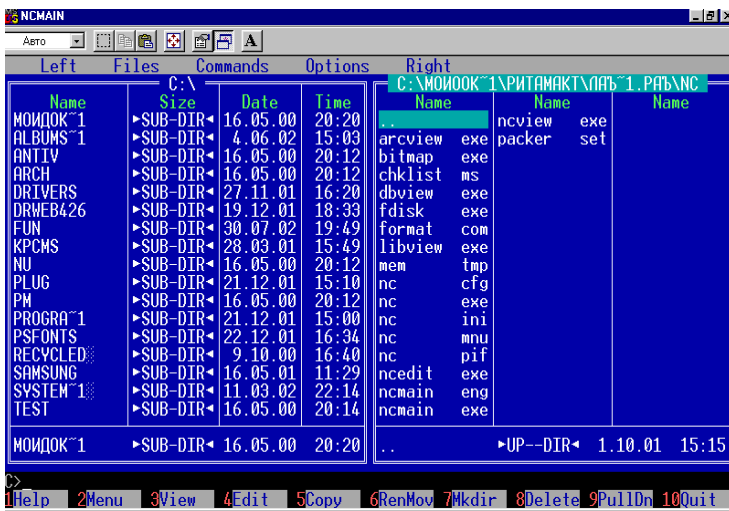 NCMAIN
Авто
A
Left Files Commands Options Right
C:\
Name Size Date Time
МОИДОК~1 ►SUB-DIR◄ 16.05.00 20:20
ALBUMS~1 ►SUB-DIR◄ 4.06.02 15:03
ANTIV ►SUB-DIR◄ 16.05.00 20:12
ARCH ►SUB-DIR◄ 16.05.00 20:12
DRIVERS ►SUB-DIR◄ 27.11.01 16:20
DRWEB426 ►SUB-DIR◄ 19.12.01 18:33
FUN ►SUB-DIR◄ 30.07.02 19:49
KPCMS ►SUB-DIR◄ 28.03.01 15:49
NU ►SUB-DIR◄ 16.05.00 20:12
PLUG ►SUB-DIR◄ 21.12.01 15:10
PM ►SUB-DIR◄ 16.05.00 20:12
PROGRA~1 ►SUB-DIR◄ 21.12.01 15:00
PSFONTS ►SUB-DIR◄ 22.12.01 16:34
RECYCLED░ ►SUB-DIR◄ 9.10.00 16:40
SAMSUNG ►SUB-DIR◄ 16.05.01 11:29
SYSTEM~1░ ►SUB-DIR◄ 11.03.02 22:14
TEST ►SUB-DIR◄ 16.05.00 20:14
МОИДОК~1 ►SUB-DIR◄ 16.05.00 20:20
Name Name Name
.. ncview exe
arcview exe packer set
bitmap exe
chklist ms
dbview exe
fdisk exe
format com
libview exe
mem tmp
nc cfg
nc exe
nc ini
nc mnu
nc pif
ncedit exe
ncmain eng
ncmain exe
.. ►UP--DIR◄ 1.10.01 15:15
C>_
1Help 2Menu 3View 4Edit 5Copy 6RenMov 7Mkdir 8Delete 9PullDn 10Quit